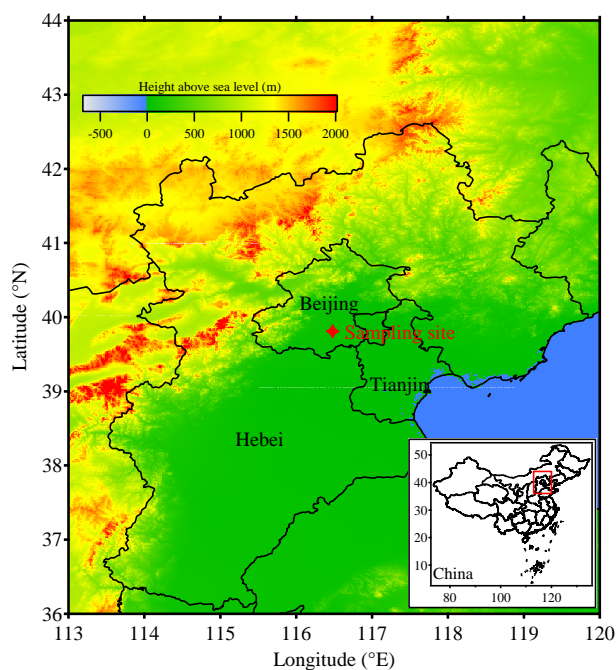 44
43
42
41
40
39
38
37
36
Latitude (°N)
Height above sea level (m)
-500 0 500 1000 1500 2000
Beijing
Sampling site
Tianjin
Hebei
50
40
30
20
10
China
80 100 120
113 114 115 116 117 118 119 120
Longitude (°E)